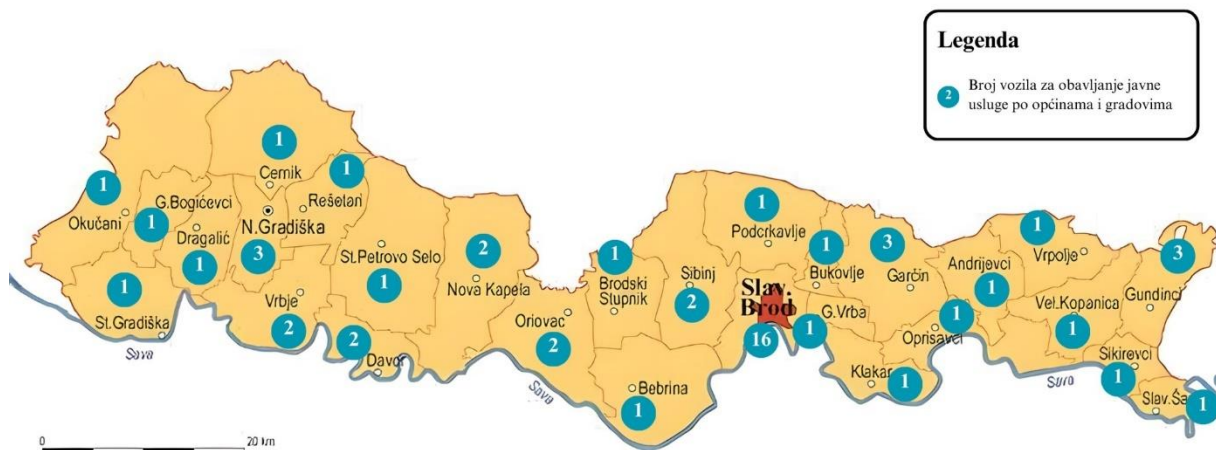 Legenda
2 Broj vozila za obavljanje javne
usluge po općinama i gradovima
1
Cernik
1
Rešetari
1
Okučani
G.Bogićevci
1
Dragalić
1
N.Gradiška
3
St.Petrovo Selo
1
2
Nova Kapela
1
St.Gradiška
Vrbje
2
2
Davor
Sava
Oriovac
2
1
Brodski
Stupnik
Sibinj
2
1
Podcrkavlje
Slav.
Brod
16
1
Bukovlje
3
Garčin
G.Vrba
1
Andrijevci
1
1
Vrpolje
3
Gundinci
Vel.Kopanica
1
Oprisavci
1
Klakar
1
Bebrina
1
Sava
Sikirevci
1
Slav.Ša
1
0
20 km